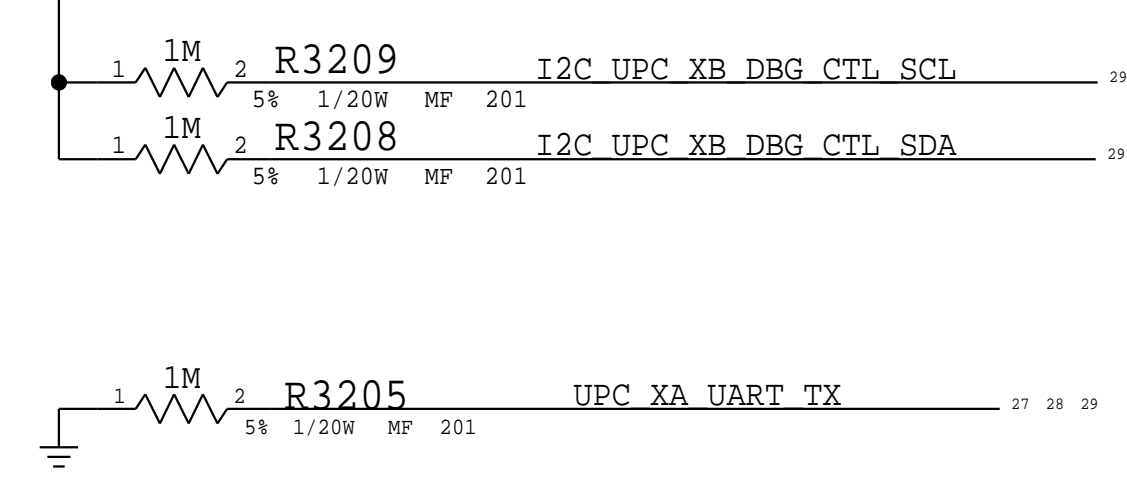 1M
1 2 R3209 I2C_UPC_XB_DBG_CTL_SCL 29
5% 1/20W MF 201
1M
1 2 R3208 I2C_UPC_XB_DBG_CTL_SDA 29
5% 1/20W MF 201
1M
1 2 R3205 UPC_XA_UART_TX 27 28 29
5% 1/20W MF 201